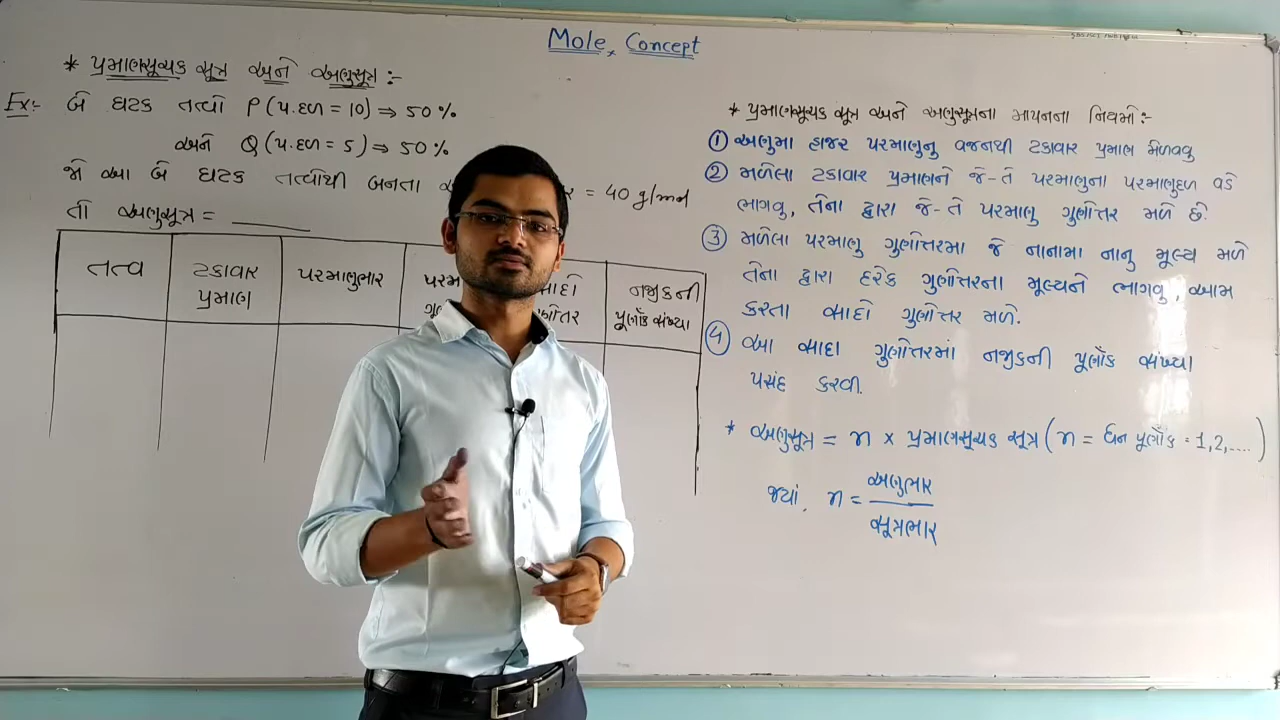 Mole Concept
* પ્રમાણસૂચક સૂત્ર અને અણુસૂત્ર :-
Ex:- બે ઘટક તત્વો P (પ.દળ = 10) ⇒ 50 %
અને Q (પ.દળ = 5) ⇒ 50 %
જો આ બે ઘટક તત્વોથી બનતા = 40 g/mol
તો અણુસૂત્ર = ______
તત્વ
ટકાવાર પ્રમાણ
પરમાણુભાર
નજીકની પૂર્ણાંક સંખ્યા
* પ્રમાણસૂચક સૂત્ર અને અણુસૂત્રના માપનના નિયમો :-
① અણુમા હાજર પરમાણુનુ વજનથી ટકાવાર પ્રમાણ મેળવવુ
② મળેલા ટકાવાર પ્રમાણને જે-તે પરમાણુના પરમાણુદળ વડે
ભાગવુ, તેના દ્વારા જે-તે પરમાણુ ગુણોત્તર મળે છે.
③ મળેલા પરમાણુ ગુણોત્તરમા જે નાનામા નાનુ મૂલ્ય મળે
તેના દ્વારા દરેક ગુણોત્તરના મૂલ્યને ભાગવુ, આમ
કરતા સાદો ગુણોત્તર મળે.
④ આ સાદા ગુણોત્તરમાં નજીકની પૂર્ણાંક સંખ્યા
પસંદ કરવી.
* અણુસૂત્ર = n × પ્રમાણસૂચક સૂત્ર (n = ધન પૂર્ણાંક = 1,2,....)
જ્યાં, n = અણુભાર
સૂત્રભાર